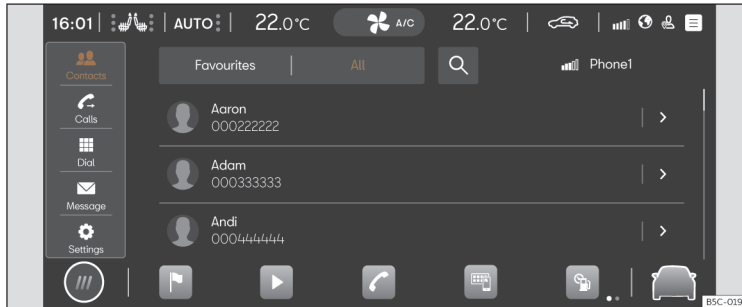 16:01 AUTO 22.0°C A/C 22.0°C
Favourites All Phone1
Contacts
Calls
Dial
Message
Settings
Aaron
000222222
Adam
000333333
Andi
000444444
B5C-019